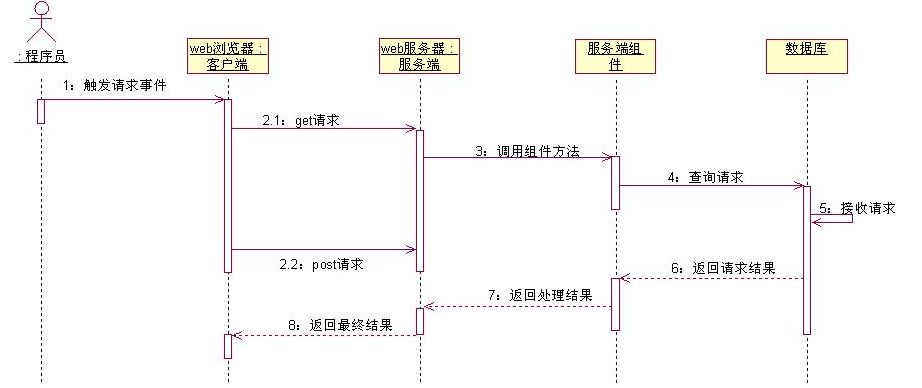 :程序员
web浏览器：
客户端
web服务器：
服务端
服务端组
件
数据库
1：触发请求事件
2.1：get请求
3：调用组件方法
4：查询请求
5：接收请求
2.2：post请求
6：返回请求结果
7：返回处理结果
8：返回最终结果